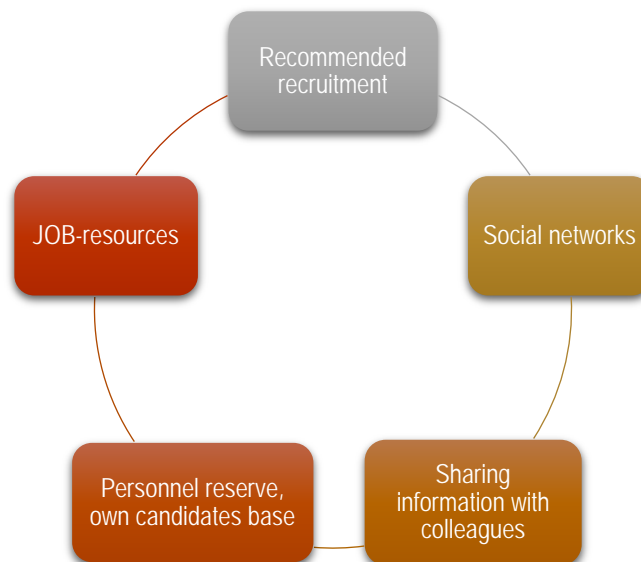 Recommended
recruitment
Social networks
Sharing
information with
colleagues
Personnel reserve,
own candidates base
JOB-resources